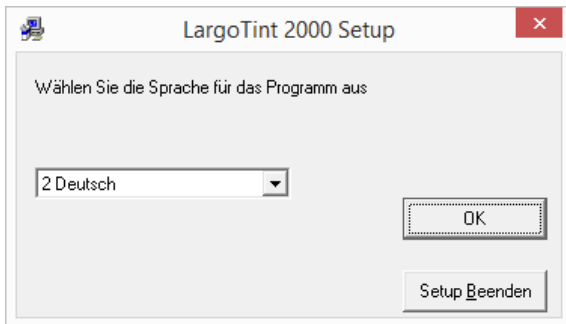 LargoTint 2000 Setup
Wählen Sie die Sprache für das Programm aus
2 Deutsch
OK
Setup Beenden